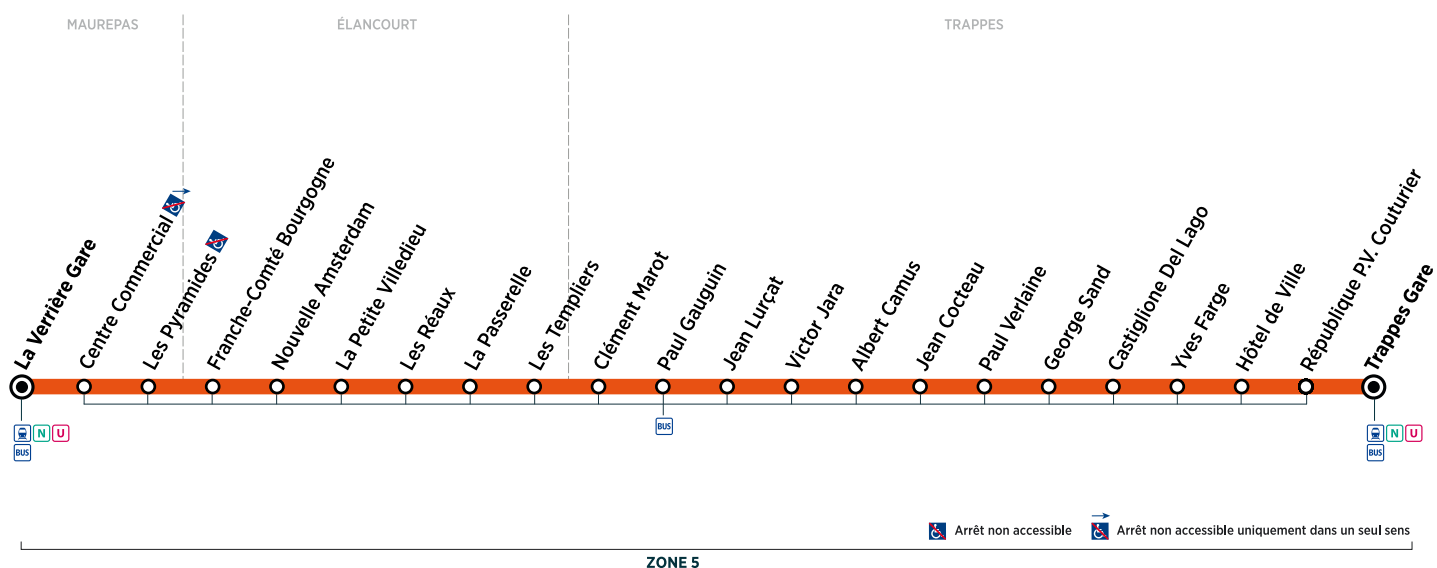 MAUREPAS
ÉLANCOURT
TRAPPES
La Verrière Gare
Centre Commercial
Les Pyramides
Franche-Comté Bourgogne
Nouvelle Amsterdam
La Petite Villedieu
Les Réaux
La Passerelle
Les Templiers
Clément Marot
Paul Gauguin
Jean Lurçat
Victor Jara
Albert Camus
Jean Cocteau
Paul Verlaine
George Sand
Castiglione Del Lago
Yves Farge
Hôtel de Ville
République P.V. Couturier
Trappes Gare
N U
BUS
BUS
N U
BUS
Arrêt non accessible
Arrêt non accessible uniquement dans un seul sens
ZONE 5